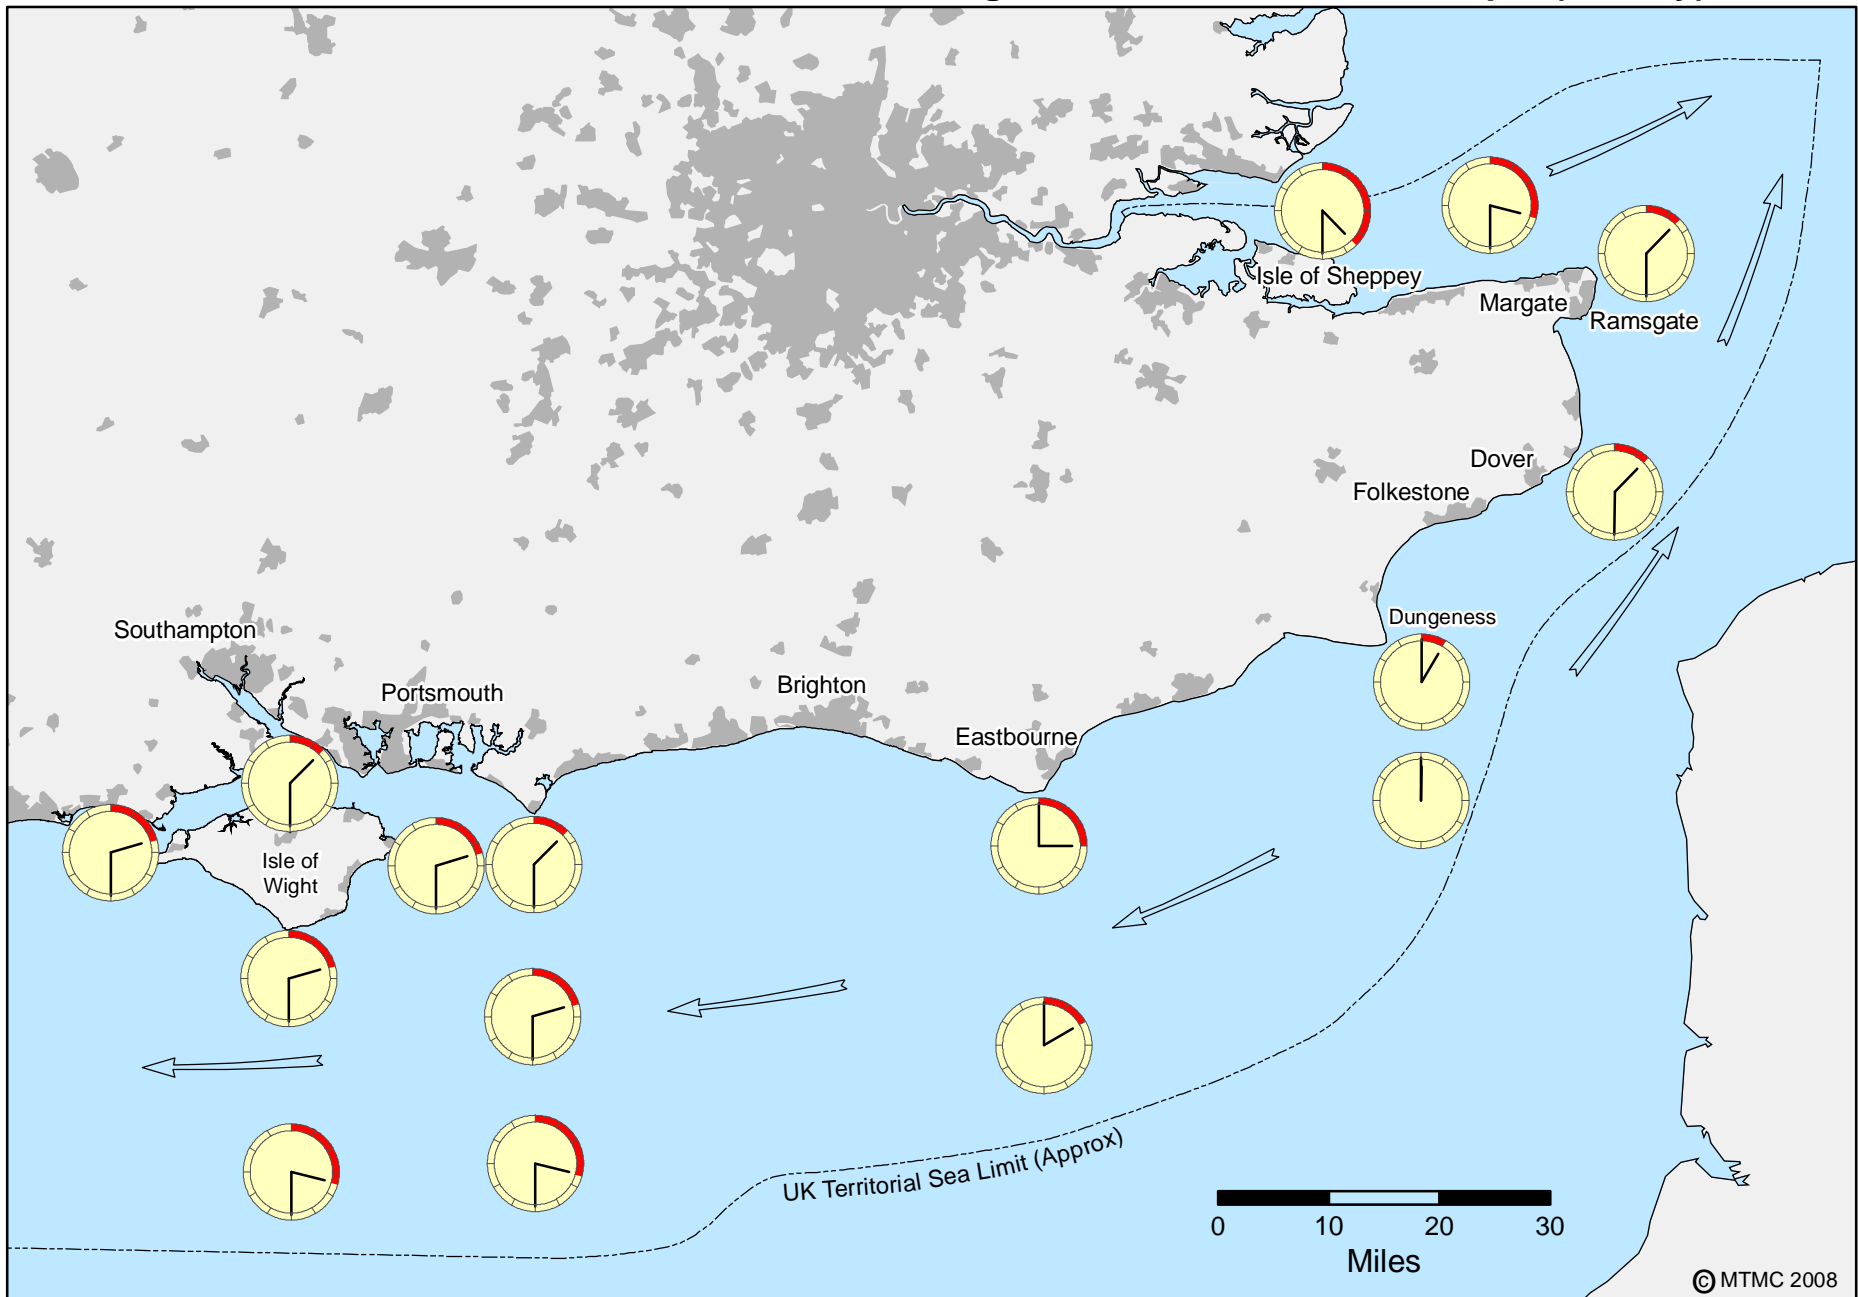 Isle of Sheppey
Margate
Ramsgate
Dover
Folkestone
Dungeness
Southampton
Portsmouth
Brighton
Eastbourne
Isle of
Wight
UK Territorial Sea Limit (Approx)
0 10 20 30
Miles
© MTMC 2008